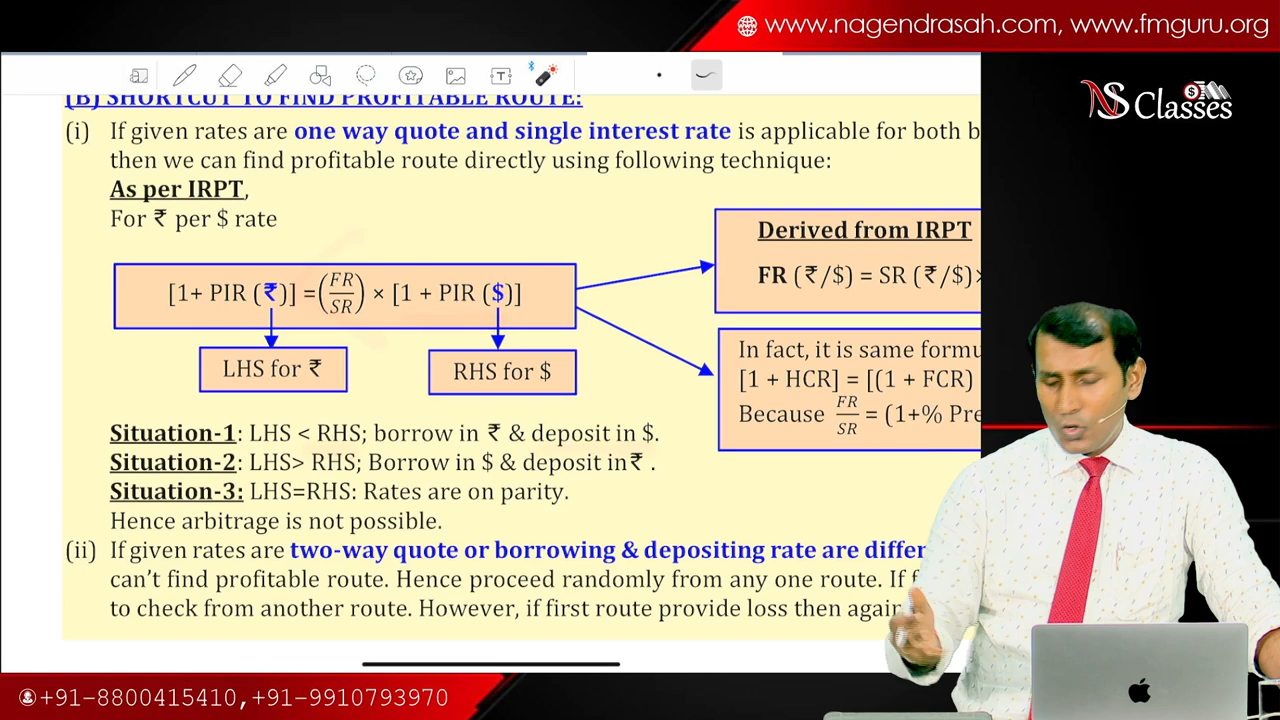 www.nagendrasah.com, www.fmguru.org
NS Classes
(B) SHORTCUT TO FIND PROFITABLE ROUTE:
(i) If given rates are one way quote and single interest rate is applicable for both b
then we can find profitable route directly using following technique:
As per IRPT,
For ₹ per $ rate
[1+ PIR (₹)] =(FR/SR) × [1 + PIR ($)]
LHS for ₹
RHS for $
Derived from IRPT
FR (₹/$) = SR (₹/$)×
In fact, it is same formu
[1 + HCR] = [(1 + FCR)
Because FR/SR = (1+% Pre
Situation-1: LHS < RHS; borrow in ₹ & deposit in $.
Situation-2: LHS> RHS; Borrow in $ & deposit in₹ .
Situation-3: LHS=RHS: Rates are on parity.
Hence arbitrage is not possible.
(ii) If given rates are two-way quote or borrowing & depositing rate are differ
can't find profitable route. Hence proceed randomly from any one route. If
to check from another route. However, if first route provide loss then again
+91-8800415410,+91-9910793970